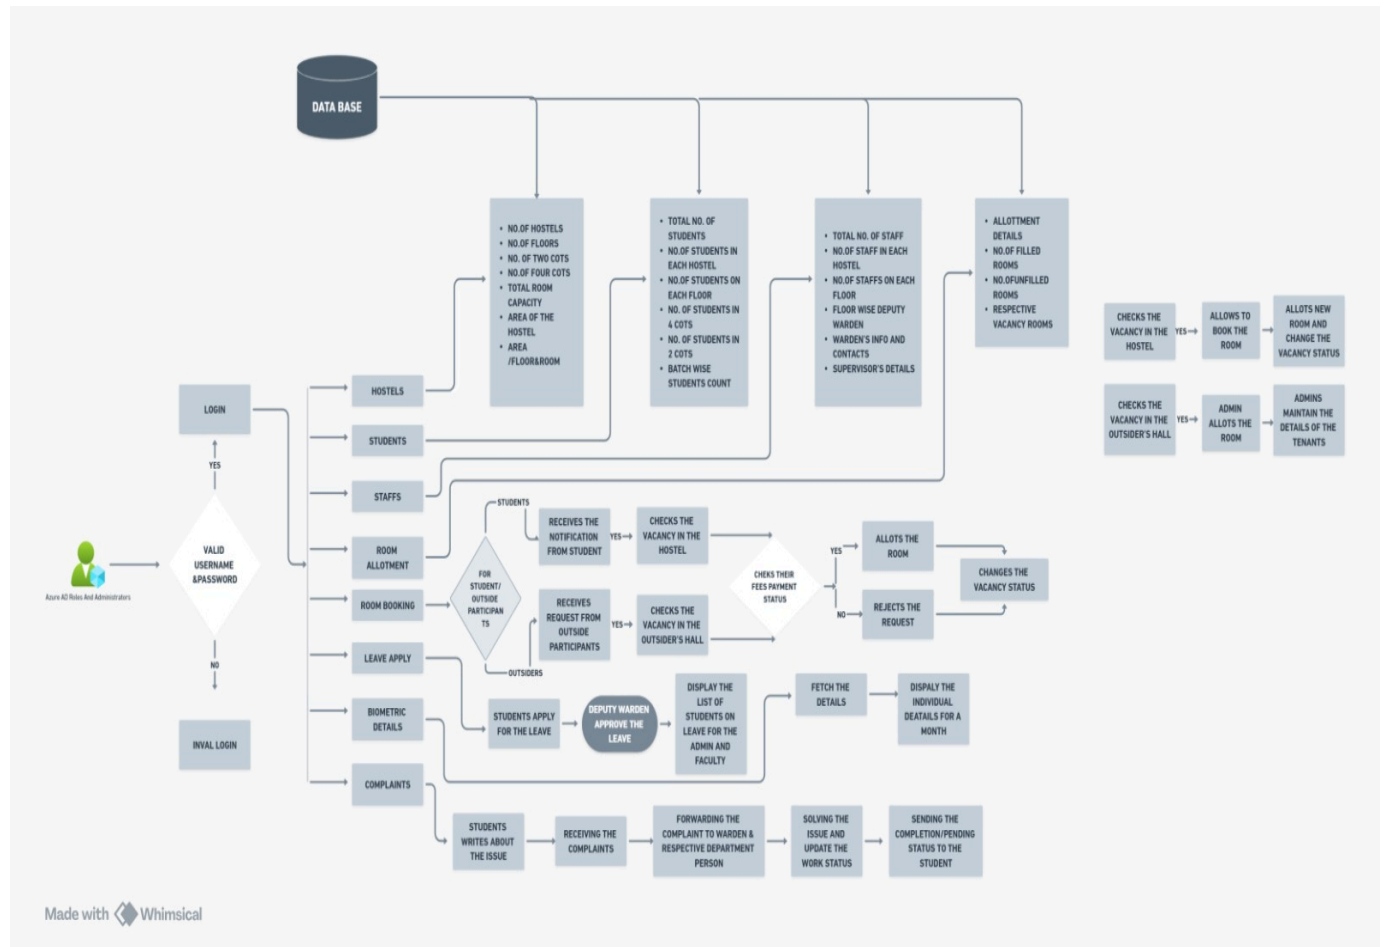 DATA BASE
• NO.OF HOSTELS
• NO.OF FLOORS
• NO. OF TWO COTS
• NO.OF FOUR COTS
• TOTAL ROOM
CAPACITY
• AREA OF THE
HOSTEL
• AREA
/FLOOR&ROOM
• TOTAL NO. OF
STUDENTS
• NO.OF STUDENTS IN
EACH HOSTEL
• NO.OF STUDENTS ON
EACH FLOOR
• NO. OF STUDENTS IN
4 COTS
• NO. OF STUDENTS IN
2 COTS
• BATCH WISE
STUDENTS COUNT
• TOTAL NO. OF STAFF
• NO.OF STAFF IN EACH
HOSTEL
• NO.OF STAFFS ON EACH
FLOOR
• FLOOR WISE DEPUTY
WARDEN
• WARDEN'S INFO AND
CONTACTS
• SUPERVISOR'S DETAILS
• ALLOTTMENT
DETAILS
• NO.OF FILLED
ROOMS
• NO.OFUNFILLED
ROOMS
• RESPECTIVE
VACANCY ROOMS
CHECKS THE
VACANCY IN THE
HOSTEL
YES
ALLOWS TO
BOOK THE
ROOM
ALLOTS NEW
ROOM AND
CHANGE THE
VACANCY STATUS
CHECKS THE
VACANCY IN THE
OUTSIDER'S HALL
YES
ADMIN
ALLOTS THE
ROOM
ADMINS
MAINTAIN THE
DETAILS OF THE
TENANTS
LOGIN
YES
VALID
USERNAME
&PASSWORD
Azure AD Roles And Administrators
NO
INVAL LOGIN
HOSTELS
STUDENTS
STAFFS
ROOM
ALLOTMENT
ROOM BOOKING
LEAVE APPLY
BIOMETRIC
DETAILS
COMPLAINTS
FOR
STUDENT/
OUTSIDE
PARTICIPAN
TS
STUDENTS
RECEIVES THE
NOTIFICATION
FROM STUDENT
YES
CHECKS THE
VACANCY IN THE
HOSTEL
OUTSIDERS
RECEIVES
REQUEST FROM
OUTSIDE
PARTICIPANTS
YES
CHECKS THE
VACANCY IN THE
OUTSIDER'S HALL
CHEKS THEIR
FEES PAYMENT
STATUS
YES
ALLOTS THE
ROOM
NO
REJECTS THE
REQUEST
CHANGES THE
VACANCY STATUS
STUDENTS APPLY
FOR THE LEAVE
DEPUTY WARDEN
APPROVE THE
LEAVE
DISPLAY THE
LIST OF
STUDENTS ON
LEAVE FOR THE
ADMIN AND
FACULTY
FETCH THE
DETAILS
DISPALY THE
INDIVIDUAL
DEATAILS FOR A
MONTH
STUDENTS
WRITES ABOUT
THE ISSUE
RECEIVING THE
COMPLAINTS
FORWARDING THE
COMPLAINT TO WARDEN &
RESPECTIVE DEPARTMENT
PERSON
SOLVING THE
ISSUE AND
UPDATE THE
WORK STATUS
SENDING THE
COMPLETION/PENDING
STATUS TO THE
STUDENT
Made with Whimsical